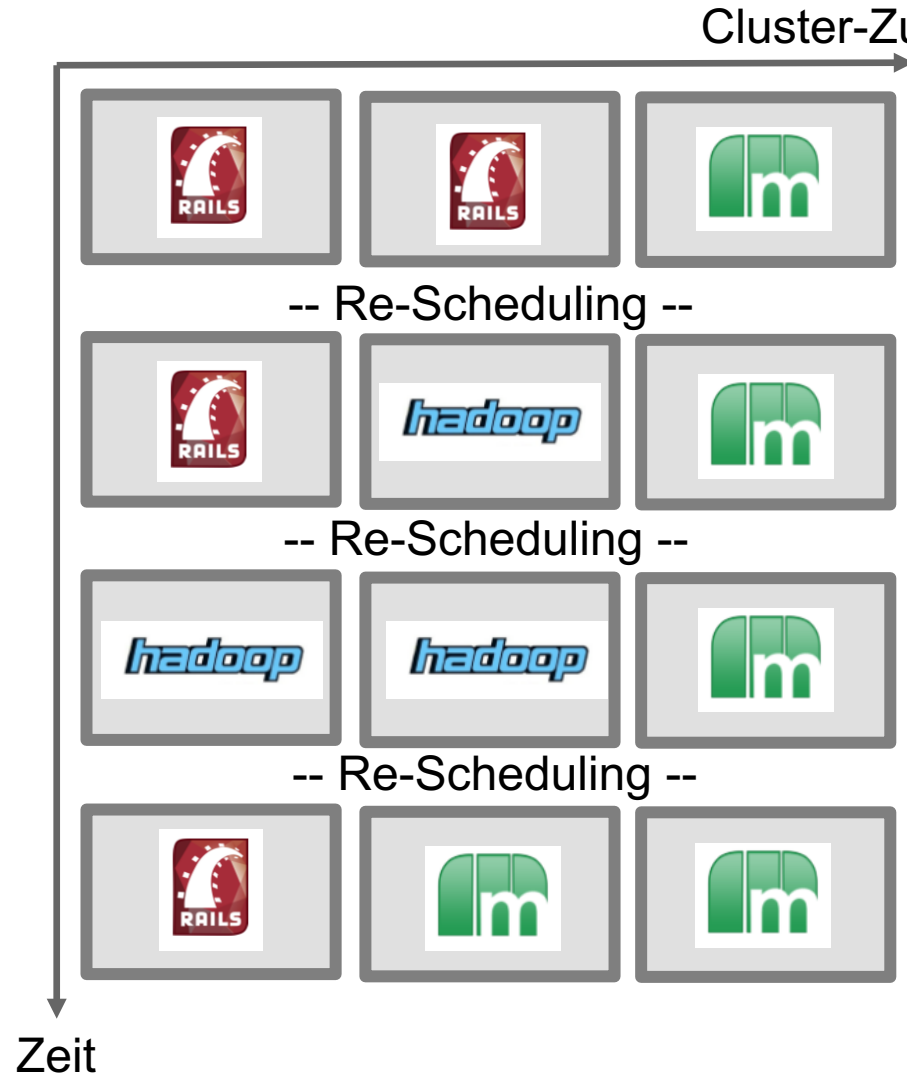 Cluster-Zu
RAILS RAILS m
-- Re-Scheduling --
RAILS hadoop m
-- Re-Scheduling --
hadoop hadoop m
-- Re-Scheduling --
RAILS m m
Zeit